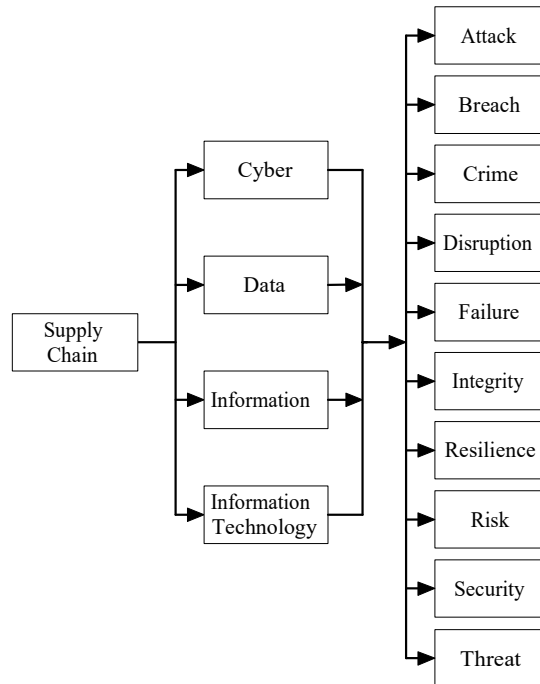 Supply
Chain
Cyber
Data
Information
Information
Technology
Attack
Breach
Crime
Disruption
Failure
Integrity
Resilience
Risk
Security
Threat